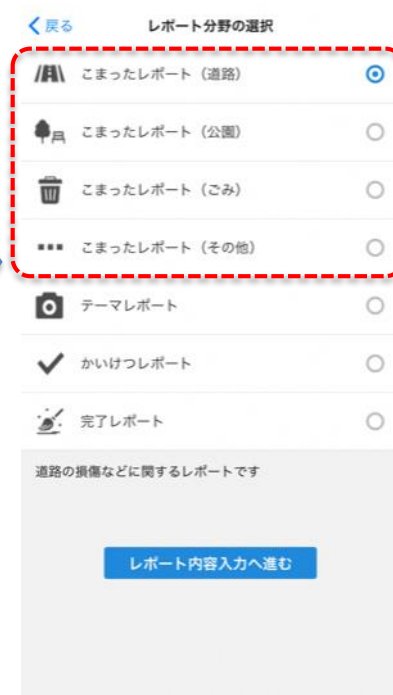 戻る レポート分野の選択
こまったレポート（道路）
こまったレポート（公園）
こまったレポート（ごみ）
こまったレポート（その他）
テーマレポート
かいけつレポート
完了レポート
道路の損傷などに関するレポートです
レポート内容入力へ進む